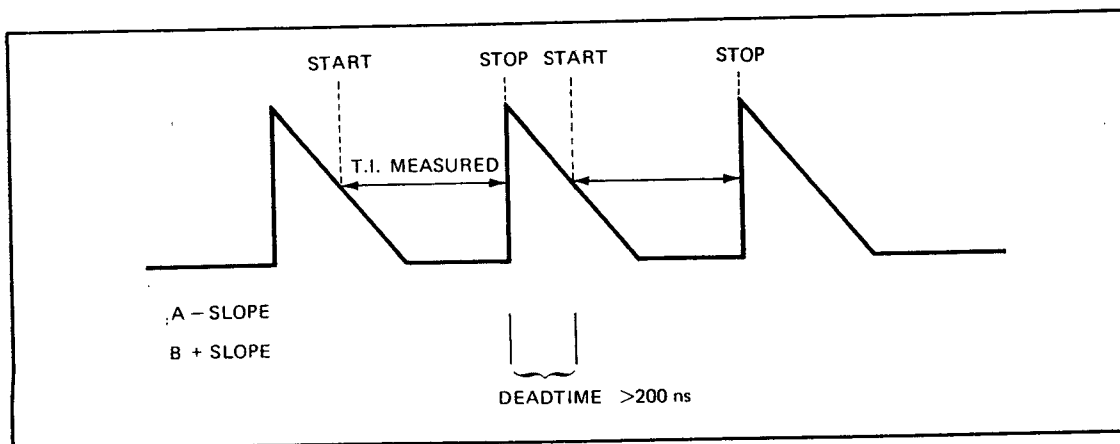 START STOP START STOP
T.I. MEASURED
A – SLOPE
B + SLOPE
DEADTIME >200 ns